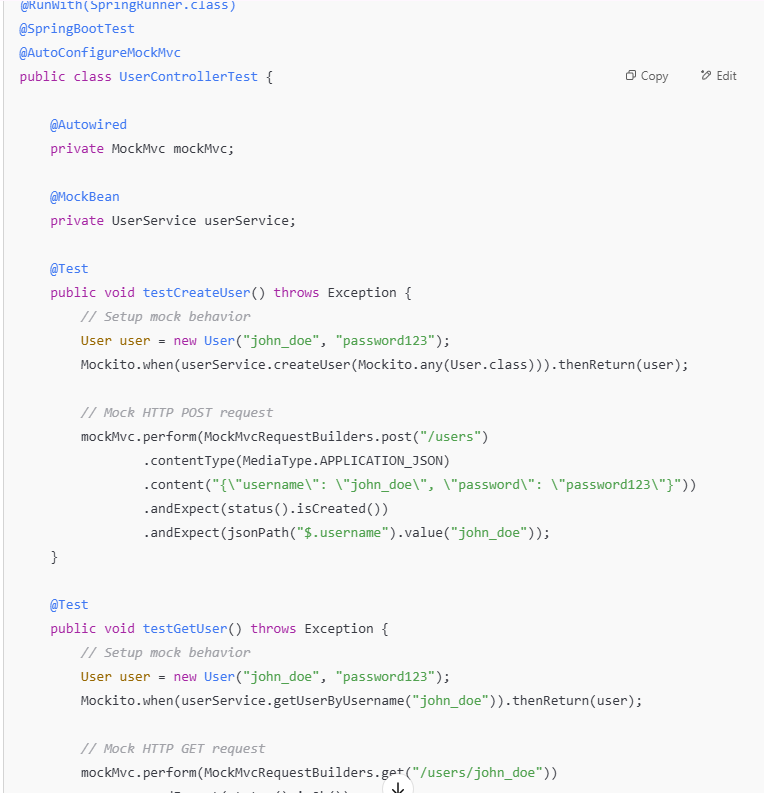 @RunWith(SpringRunner.class)
@SpringBootTest
@AutoConfigureMockMvc
public class UserControllerTest {
Copy
Edit
    @Autowired
    private MockMvc mockMvc;
    @MockBean
    private UserService userService;
    @Test
    public void testCreateUser() throws Exception {
        // Setup mock behavior
        User user = new User("john_doe", "password123");
        Mockito.when(userService.createUser(Mockito.any(User.class))).thenReturn(user);
        // Mock HTTP POST request
        mockMvc.perform(MockMvcRequestBuilders.post("/users")
                .contentType(MediaType.APPLICATION_JSON)
                .content("{\"username\": \"john_doe\", \"password\": \"password123\"}"))
                .andExpect(status().isCreated())
                .andExpect(jsonPath("$.username").value("john_doe"));
    }
    @Test
    public void testGetUser() throws Exception {
        // Setup mock behavior
        User user = new User("john_doe", "password123");
        Mockito.when(userService.getUserByUsername("john_doe")).thenReturn(user);
        // Mock HTTP GET request
        mockMvc.perform(MockMvcRequestBuilders.get("/users/john_doe"))